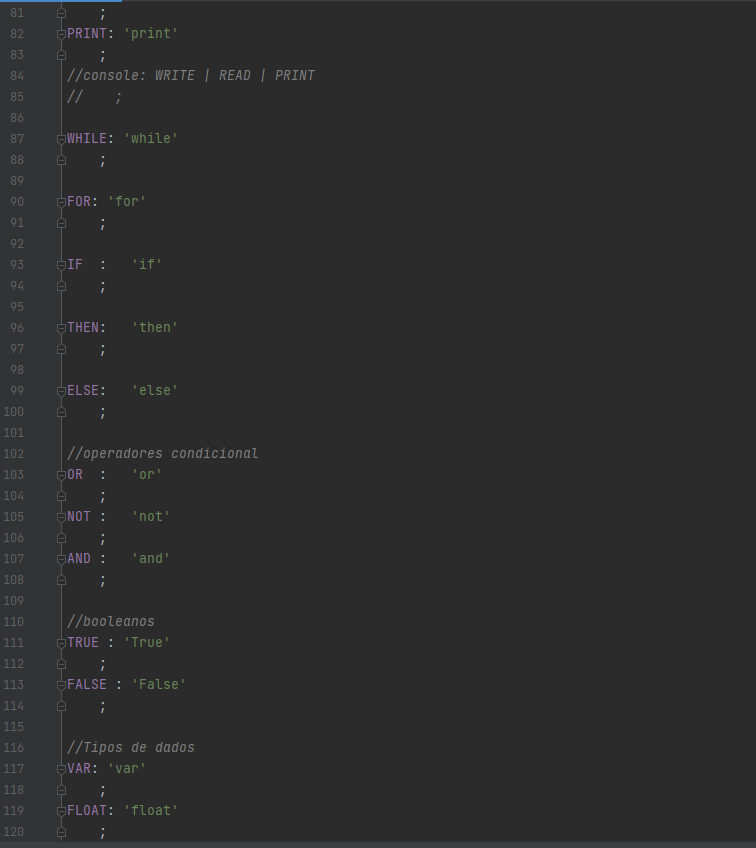 81 ;
82 PRINT: 'print'
83 ;
84 //console: WRITE | READ | PRINT
85 // ;
86
87 WHILE: 'while'
88 ;
89
90 FOR: 'for'
91 ;
92
93 IF : 'if'
94 ;
95
96 THEN: 'then'
97 ;
98
99 ELSE: 'else'
100 ;
101
102 //operadores condicional
103 OR : 'or'
104 ;
105 NOT : 'not'
106 ;
107 AND : 'and'
108 ;
109
110 //booleanos
111 TRUE : 'True'
112 ;
113 FALSE : 'False'
114 ;
115
116 //Tipos de dados
117 VAR: 'var'
118 ;
119 FLOAT: 'float'
120 ;